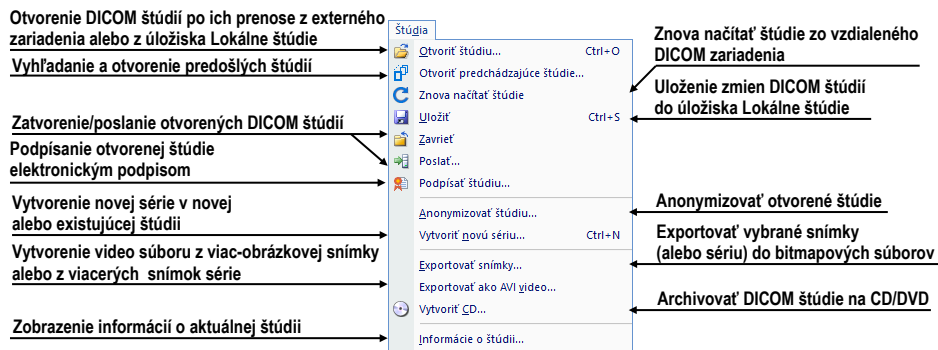 Otvorenie DICOM štúdií po ich prenose z externého
zariadenia alebo z úložiska Lokálne štúdie
Vyhľadanie a otvorenie predošlých štúdií
Zatvorenie/poslanie otvorených DICOM štúdií
Podpísanie otvorenej štúdie
elektronickým podpisom
Vytvorenie novej série v novej
alebo existujúcej štúdii
Vytvorenie video súboru z viac-obrázkovej snímky
alebo z viacerých snímok série
Zobrazenie informácií o aktuálnej štúdii
Štúdia
Otvoriť štúdiu... Ctrl+O
Otvoriť predchádzajúce štúdie...
Znova načítať štúdie
Uložiť Ctrl+S
Zavrieť
Poslať...
Podpísať štúdiu...
Anonymizovať štúdiu...
Vytvoriť novú sériu... Ctrl+N
Exportovať snímky...
Exportovať ako AVI video...
Vytvoriť CD...
Informácie o štúdii...
Znova načítať štúdie zo vzdialeného
DICOM zariadenia
Uloženie zmien DICOM štúdií
do úložiska Lokálne štúdie
Anonymizovať otvorené štúdie
Exportovať vybrané snímky
(alebo sériu) do bitmapových súborov
Archivovať DICOM štúdie na CD/DVD